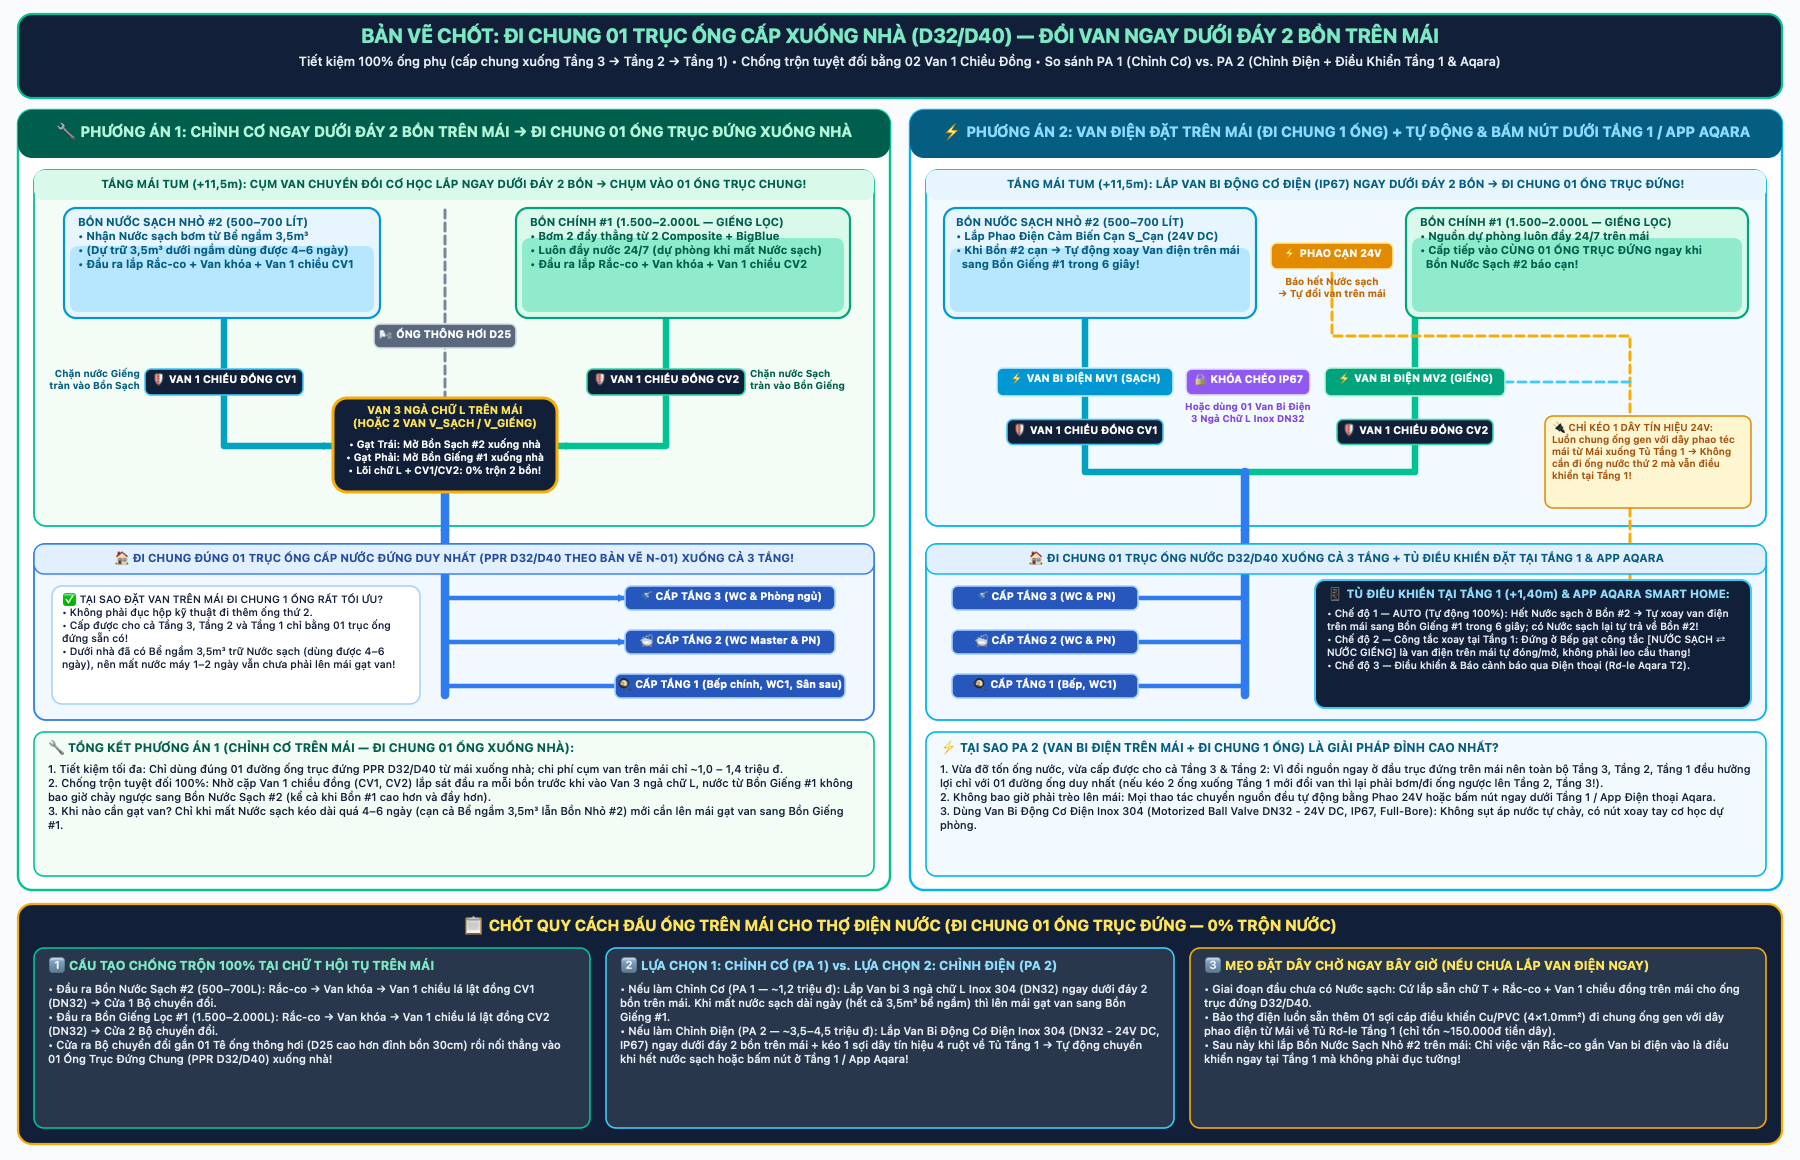 BẢN VẼ CHỐT: ĐI CHUNG 01 TRỤC ỐNG CẤP XUỐNG NHÀ (D32/D40) — ĐỔI VAN NGAY DƯỚI ĐÁY 2 BỒN TRÊN MÁI
Tiết kiệm 100% ống phụ (cấp chung xuống Tầng 3 → Tầng 2 → Tầng 1) • Chống trộn tuyệt đối bằng 02 Van 1 Chiều Đồng • So sánh PA 1 (Chỉnh Cơ) vs. PA 2 (Chỉnh Điện + Điều Khiển Tầng 1 & Aqara)
🔧 PHƯƠNG ÁN 1: CHỈNH CƠ NGAY DƯỚI ĐÁY 2 BỒN TRÊN MÁI → ĐI CHUNG 01 ỐNG TRỤC ĐỨNG XUỐNG NHÀ
TẦNG MÁI TUM (+11,5m): CỤM VAN CHUYỂN ĐỔI CƠ HỌC LẮP NGAY DƯỚI ĐÁY 2 BỒN → CHỤM VÀO 01 ỐNG TRỤC CHUNG!
BỒN NƯỚC SẠCH NHỎ #2 (500–700 LÍT)
• Nhận Nước sạch bơm từ Bể ngầm 3,5m³
• (Dự trữ 3,5m³ dưới ngầm dùng được 4–6 ngày)
• Đầu ra lắp Rắc-co + Van khóa + Van 1 chiều CV1
BỒN CHÍNH #1 (1.500–2.000L — GIẾNG LỌC)
• Bơm 2 đẩy thẳng từ 2 Composite + BigBlue
• Luôn đầy nước 24/7 (dự phòng khi mất Nước sạch)
• Đầu ra lắp Rắc-co + Van khóa + Van 1 chiều CV2
🌬️ ỐNG THÔNG HƠI D25
Chặn nước Giếng
tràn vào Bồn Sạch
🛡️ VAN 1 CHIỀU ĐỒNG CV1
🛡️ VAN 1 CHIỀU ĐỒNG CV2
Chặn nước Sạch
tràn vào Bồn Giếng
VAN 3 NGẢ CHỮ L TRÊN MÁI
(HOẶC 2 VAN V_SẠCH / V_GIẾNG)
• Gạt Trái: Mở Bồn Sạch #2 xuống nhà
• Gạt Phải: Mở Bồn Giếng #1 xuống nhà
• Lõi chữ L + CV1/CV2: 0% trộn 2 bồn!
🏠 ĐI CHUNG ĐÚNG 01 TRỤC ỐNG CẤP NƯỚC ĐỨNG DUY NHẤT (PPR D32/D40 THEO BẢN VẼ N-01) XUỐNG CẢ 3 TẦNG!
✅ TẠI SAO ĐẶT VAN TRÊN MÁI ĐI CHUNG 1 ỐNG RẤT TỐI ƯU?
• Không phải đục hộp kỹ thuật đi thêm ống thứ 2.
• Cấp được cho cả Tầng 3, Tầng 2 và Tầng 1 chỉ bằng 01 trục ống
đứng sẵn có!
• Dưới nhà đã có Bể ngầm 3,5m³ trữ Nước sạch (dùng được 4–6
ngày), nên mất nước máy 1–2 ngày vẫn chưa phải lên mái gạt van!
🚿 CẤP TẦNG 3 (WC & Phòng ngủ)
🛀 CẤP TẦNG 2 (WC Master & PN)
🍳 CẤP TẦNG 1 (Bếp chính, WC1, Sân sau)
🔧 TỔNG KẾT PHƯƠNG ÁN 1 (CHỈNH CƠ TRÊN MÁI — ĐI CHUNG 01 ỐNG XUỐNG NHÀ):
1. Tiết kiệm tối đa: Chỉ dùng đúng 01 đường ống trục đứng PPR D32/D40 từ mái xuống nhà; chi phí cụm van trên mái chỉ ~1,0 – 1,4 triệu đ.
2. Chống trộn tuyệt đối 100%: Nhờ cặp Van 1 chiều đồng (CV1, CV2) lắp sát đầu ra mỗi bồn trước khi vào Van 3 ngả chữ L, nước từ Bồn Giếng #1 không
bao giờ chảy ngược sang Bồn Nước Sạch #2 (kể cả khi Bồn #1 cao hơn và đầy hơn).
3. Khi nào cần gạt van? Chỉ khi mất Nước sạch kéo dài quá 4–6 ngày (cạn cả Bể ngầm 3,5m³ lẫn Bồn Nhỏ #2) mới cần lên mái gạt van sang Bồn Giếng
#1.
⚡ PHƯƠNG ÁN 2: VAN ĐIỆN ĐẶT TRÊN MÁI (ĐI CHUNG 1 ỐNG) + TỰ ĐỘNG & BẤM NÚT DƯỚI TẦNG 1 / APP AQARA
TẦNG MÁI TUM (+11,5m): LẮP VAN BI ĐỘNG CƠ ĐIỆN (IP67) NGAY DƯỚI ĐÁY 2 BỒN → ĐI CHUNG 01 ỐNG TRỤC ĐỨNG!
BỒN NƯỚC SẠCH NHỎ #2 (500–700 LÍT)
• Lắp Phao Điện Cảm Biến Cạn S_Cạn (24V DC)
• Khi Bồn #2 cạn → Tự động xoay Van điện trên mái
sang Bồn Giếng #1 trong 6 giây!
⚡ PHAO CẠN 24V
Báo hết Nước sạch
→ Tự đổi van trên mái
BỒN CHÍNH #1 (1.500–2.000L — GIẾNG LỌC)
• Nguồn dự phòng luôn đầy 24/7 trên mái
• Cấp tiếp vào CÙNG 01 ỐNG TRỤC ĐỨNG ngay khi
Bồn Nước Sạch #2 báo cạn!
⚡ VAN BI ĐIỆN MV1 (SẠCH)
🔒 KHÓA CHÉO IP67
⚡ VAN BI ĐIỆN MV2 (GIẾNG)
Hoặc dùng 01 Van Bi Điện
3 Ngả Chữ L Inox DN32
🛡️ VAN 1 CHIỀU ĐỒNG CV1
🛡️ VAN 1 CHIỀU ĐỒNG CV2
🔌 CHỈ KÉO 1 DÂY TÍN HIỆU 24V:
Luồn chung ống gen với dây phao téc
mái từ Mái xuống Tủ Tầng 1 → Không
cần đi ống nước thứ 2 mà vẫn điều
khiển tại Tầng 1!
🏠 ĐI CHUNG 01 TRỤC ỐNG NƯỚC D32/D40 XUỐNG CẢ 3 TẦNG + TỦ ĐIỀU KHIỂN ĐẶT TẠI TẦNG 1 & APP AQARA
🚿 CẤP TẦNG 3 (WC & PN)
🛀 CẤP TẦNG 2 (WC & PN)
🍳 CẤP TẦNG 1 (Bếp, WC1)
🎚 TỦ ĐIỀU KHIỂN TẠI TẦNG 1 (+1,40m) & APP AQARA SMART HOME:
• Chế độ 1 — AUTO (Tự động 100%): Hết Nước sạch ở Bồn #2 → Tự xoay van điện
trên mái sang Bồn Giếng #1 trong 6 giây; có Nước sạch lại tự trả về Bồn #2!
• Chế độ 2 — Công tắc xoay tại Tầng 1: Đứng ở Bếp gạt công tắc [NƯỚC SẠCH ⇌
NƯỚC GIẾNG] là van điện trên mái tự đóng/mở, không phải leo cầu thang!
• Chế độ 3 — Điều khiển & Báo cảnh báo qua Điện thoại (Rơ-le Aqara T2).
⚡ TẠI SAO PA 2 (VAN BI ĐIỆN TRÊN MÁI + ĐI CHUNG 1 ỐNG) LÀ GIẢI PHÁP ĐỈNH CAO NHẤT?
1. Vừa đỡ tốn ống nước, vừa cấp được cho cả Tầng 3 & Tầng 2: Vì đổi nguồn ngay ở đầu trục đứng trên mái nên toàn bộ Tầng 3, Tầng 2, Tầng 1 đều hưởng
lợi chỉ với 01 đường ống duy nhất (nếu kéo 2 ống xuống Tầng 1 mới đổi van thì lại phải bơm/đi ống ngược lên Tầng 2, Tầng 3!).
2. Không bao giờ phải trèo lên mái: Mọi thao tác chuyển nguồn đều tự động bằng Phao 24V hoặc bấm nút ngay dưới Tầng 1 / App Điện thoại Aqara.
3. Dùng Van Bi Động Cơ Điện Inox 304 (Motorized Ball Valve DN32 - 24V DC, IP67, Full-Bore): Không sụt áp nước tự chảy, có nút xoay tay cơ học dự
phòng.
📋 CHỐT QUY CÁCH ĐẤU ỐNG TRÊN MÁI CHO THỢ ĐIỆN NƯỚC (ĐI CHUNG 01 ỐNG TRỤC ĐỨNG — 0% TRỘN NƯỚC)
1️⃣ CẤU TẠO CHỐNG TRỘN 100% TẠI CHỮ T HỘI TỤ TRÊN MÁI
• Đầu ra Bồn Nước Sạch #2 (500–700L): Rắc-co → Van khóa → Van 1 chiều lá lật đồng CV1
(DN32) → Cửa 1 Bộ chuyển đổi.
• Đầu ra Bồn Giếng Lọc #1 (1.500–2.000L): Rắc-co → Van khóa → Van 1 chiều lá lật đồng CV2
(DN32) → Cửa 2 Bộ chuyển đổi.
• Cửa ra Bộ chuyển đổi gắn 01 Tê ống thông hơi (D25 cao hơn đỉnh bồn 30cm) rồi nối thẳng vào
01 Ống Trục Đứng Chung (PPR D32/D40) xuống nhà!
2️⃣ LỰA CHỌN 1: CHỈNH CƠ (PA 1) vs. LỰA CHỌN 2: CHỈNH ĐIỆN (PA 2)
• Nếu làm Chỉnh Cơ (PA 1 — ~1,2 triệu đ): Lắp Van bi 3 ngả chữ L Inox 304 (DN32) ngay dưới đáy 2
bồn trên mái. Khi mất nước sạch dài ngày (hết cả 3,5m³ bể ngầm) thì lên mái gạt van sang Bồn
Giếng #1.
• Nếu làm Chỉnh Điện (PA 2 — ~3,5–4,5 triệu đ): Lắp Van Bi Động Cơ Điện Inox 304 (DN32 - 24V DC,
IP67) ngay dưới đáy 2 bồn trên mái + kéo 1 sợi dây tín hiệu 4 ruột về Tủ Tầng 1 → Tự động chuyển
khi hết nước sạch hoặc bấm nút ở Tầng 1 / App Aqara!
3️⃣ MẸO ĐẶT DÂY CHỜ NGAY BÂY GIỜ (NẾU CHƯA LẮP VAN ĐIỆN NGAY)
• Giai đoạn đầu chưa có Nước sạch: Cứ lắp sẵn chữ T + Rắc-co + Van 1 chiều đồng trên mái cho ống
trục đứng D32/D40.
• Bảo thợ điện luồn sẵn thêm 01 sợi cáp điều khiển Cu/PVC (4×1.0mm²) đi chung ống gen với dây
phao điện từ Mái về Tủ Rơ-le Tầng 1 (chỉ tốn ~150.000đ tiền dây).
• Sau này khi lắp Bồn Nước Sạch Nhỏ #2 trên mái: Chỉ việc vặn Rắc-co gắn Van bi điện vào là điều
khiển ngay tại Tầng 1 mà không phải đục tường!